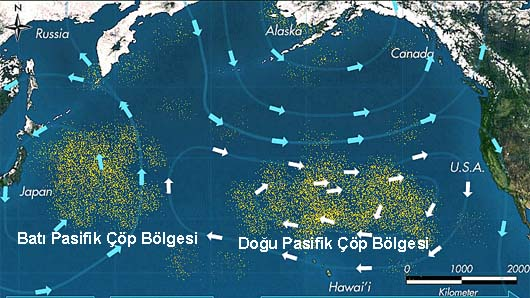 N
Russia
Alaska
Canada
U.S.A.
Japan
Batı Pasifik Çöp Bölgesi
Doğu Pasifik Çöp Bölgesi
Hawai'i
0 1000 2000
Kilometer